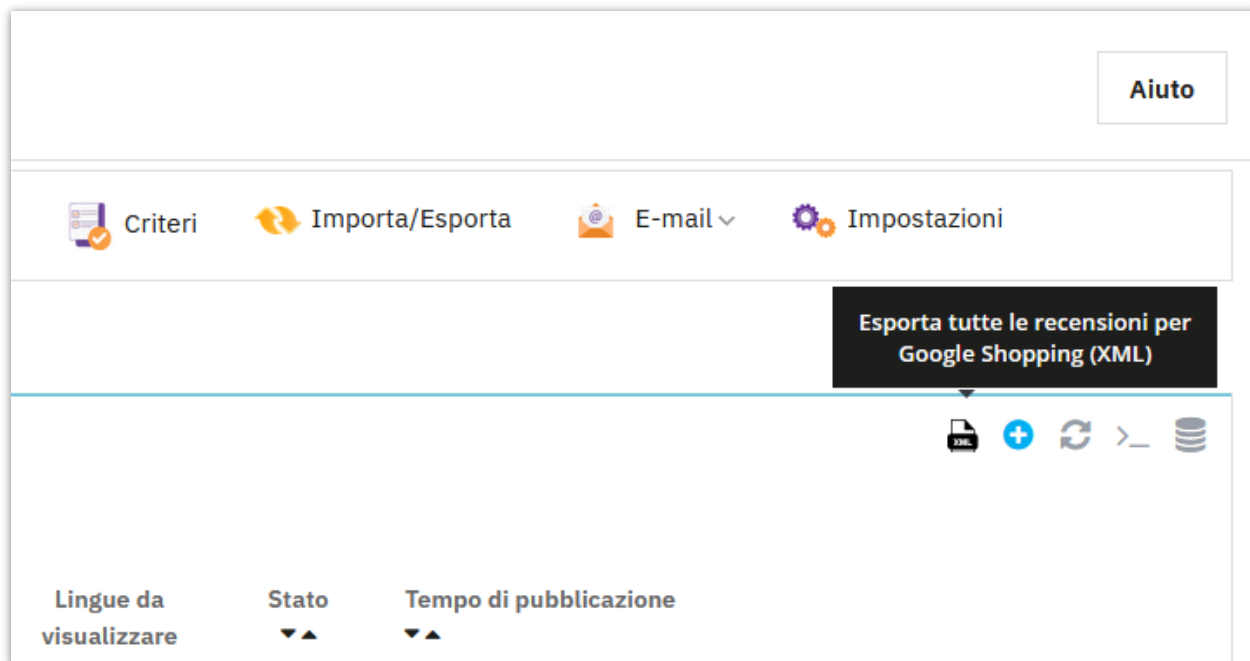 Aiuto
Criteri
Importa/Esporta
E-mail
Impostazioni
Esporta tutte le recensioni per
Google Shopping (XML)
XML
>_
Lingue da
visualizzare
Stato
Tempo di pubblicazione